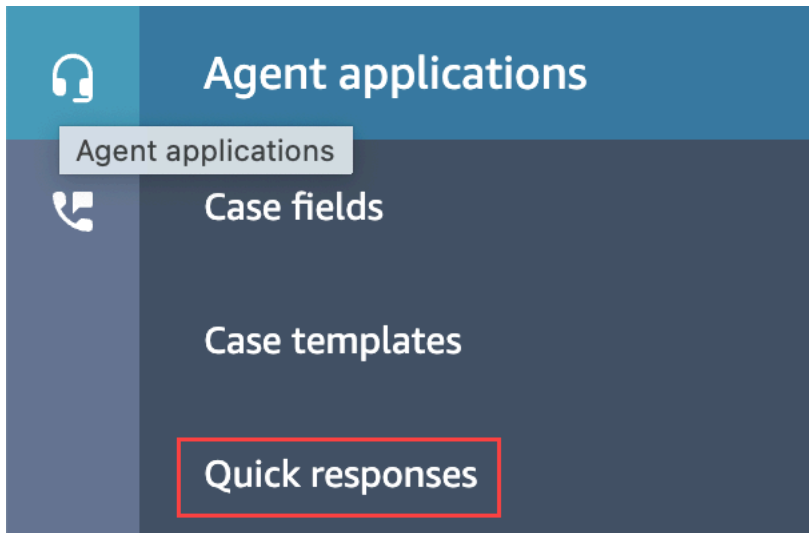 Agent applications
Agent applications
Case fields
Case templates
Quick responses